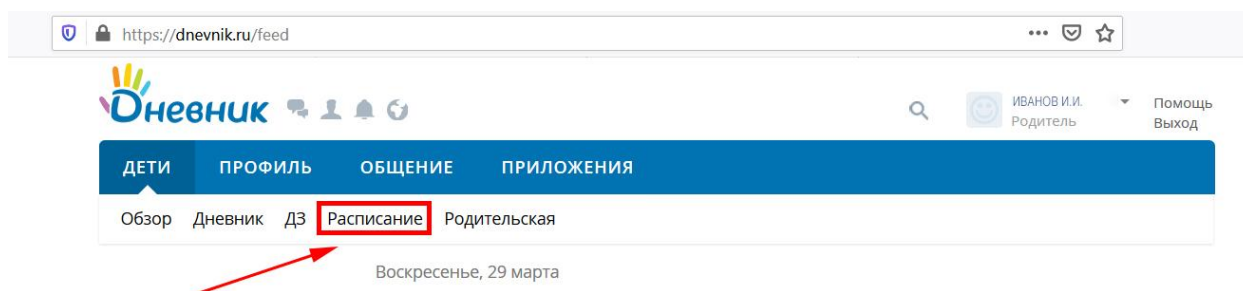 https://dnevnik.ru/feed
Дневник
ИВАНОВ И.И.
Родитель
Помощь
Выход
ДЕТИ ПРОФИЛЬ ОБЩЕНИЕ ПРИЛОЖЕНИЯ
Обзор Дневник ДЗ Расписание Родительская
Воскресенье, 29 марта